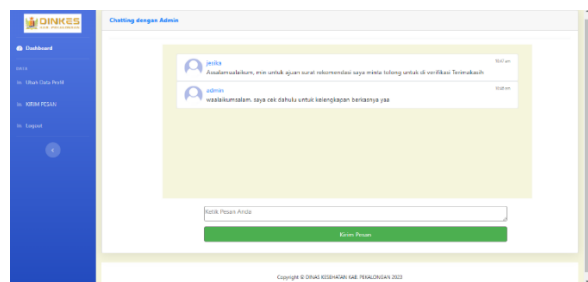 DINKES
Chatting dengan Admin
Dashboard
Ubah Data Profil
KIRIM PESAN
Logout
jesika
Assalamualaikum, min untuk ajuan surat rekomendasi saya minta tolong untuk di verifikasi Terimakasih
admin
waalaikumsalam. saya cek dahulu untuk kelengkapan berkasnya yaa
Ketik Pesan Anda
Kirim Pesan
Copyright © DINAS KESEHATAN KAB. PEKALONGAN 2022